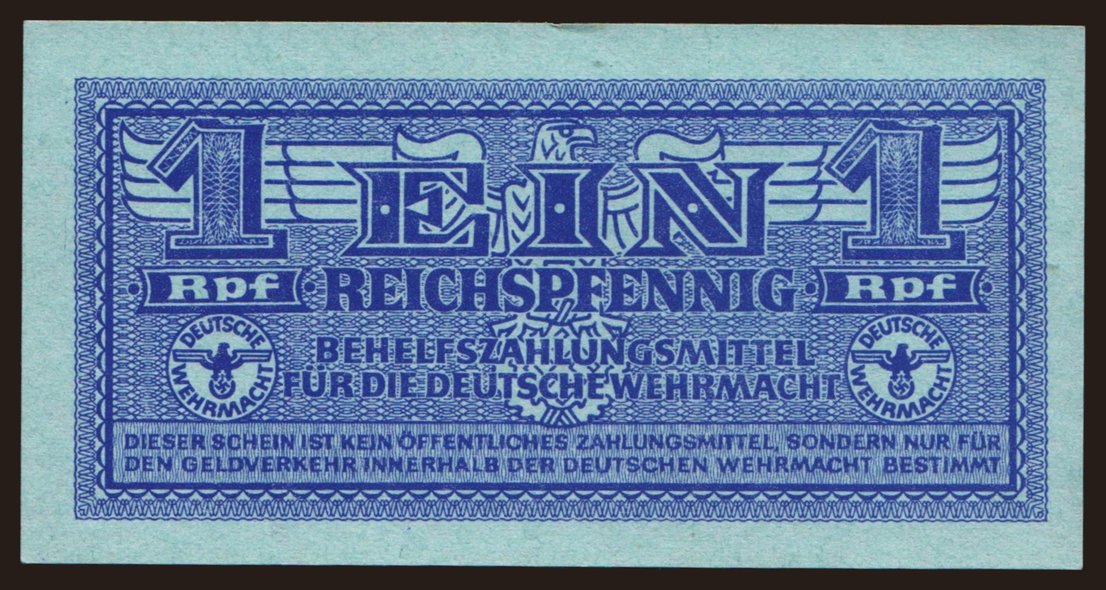 1 EIN 1
Rpf REICHSPFENNIG Rpf
BEHELFSZAHLUNGSMITTEL
FÜR DIE DEUTSCHE WEHRMACHT
DEUTSCHE WEHRMACHT
DEUTSCHE WEHRMACHT
DIESER SCHEIN IST KEIN ÖFFENTLICHES ZAHLUNGSMITTEL, SONDERN NUR FÜR
DEN GELDVERKEHR INNERHALB DER DEUTSCHEN WEHRMACHT BESTIMMT